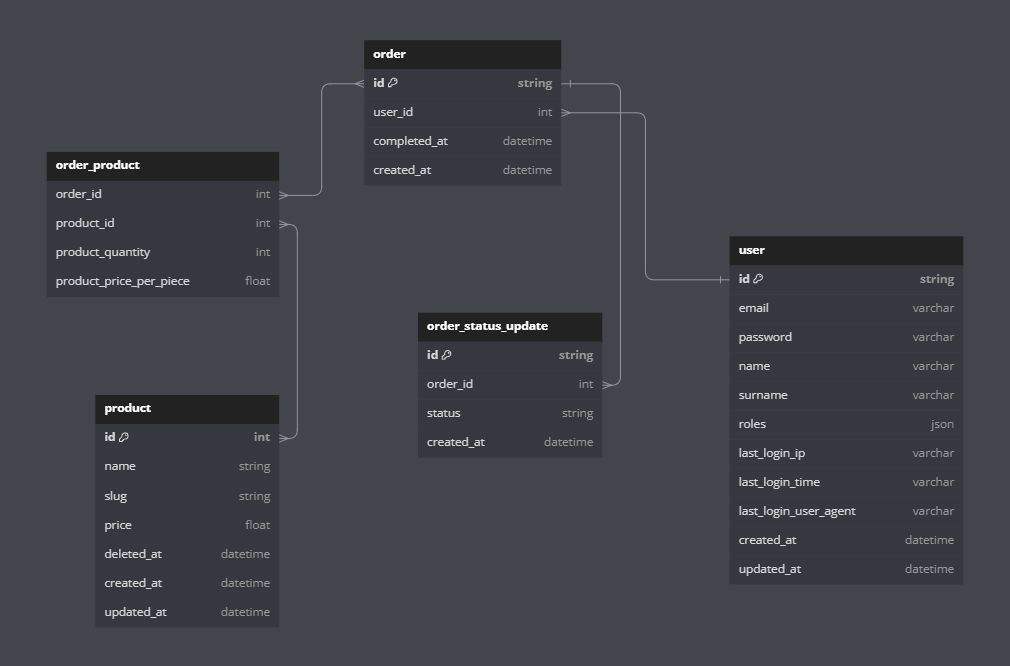 order
id string
user_id int
completed_at datetime
created_at datetime
order_product
order_id int
product_id int
product_quantity int
product_price_per_piece float
user
id string
email varchar
password varchar
name varchar
surname varchar
roles json
last_login_ip varchar
last_login_time varchar
last_login_user_agent varchar
created_at datetime
updated_at datetime
order_status_update
id string
order_id int
status string
created_at datetime
product
id int
name string
slug string
price float
deleted_at datetime
created_at datetime
updated_at datetime